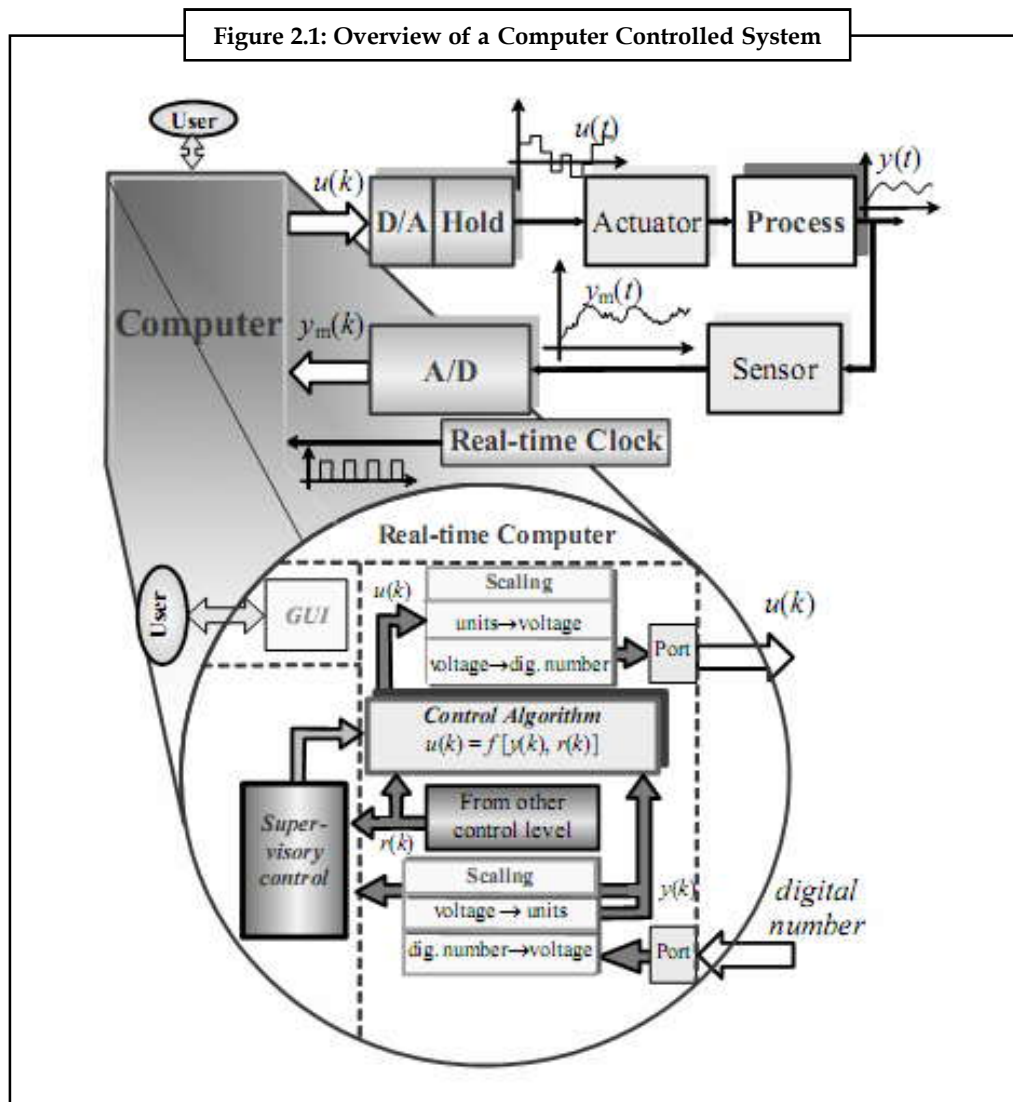 Figure 2.1: Overview of a Computer Controlled System
User
u(k)
D/A
Hold
u(t)
Actuator
Process
y(t)
Computer
yₘ(k)
A/D
yₘ(t)
Sensor
Real-time Clock
Real-time Computer
User
GUI
u(k)
Scaling
units→voltage
voltage→dig. number
Port
u(k)
Control Algorithm
u(k) = f [y(k), r(k)]
Super-
visory
control
r(k)
From other
control level
Scaling
voltage → units
dig. number→voltage
y(k)
Port
digital
number